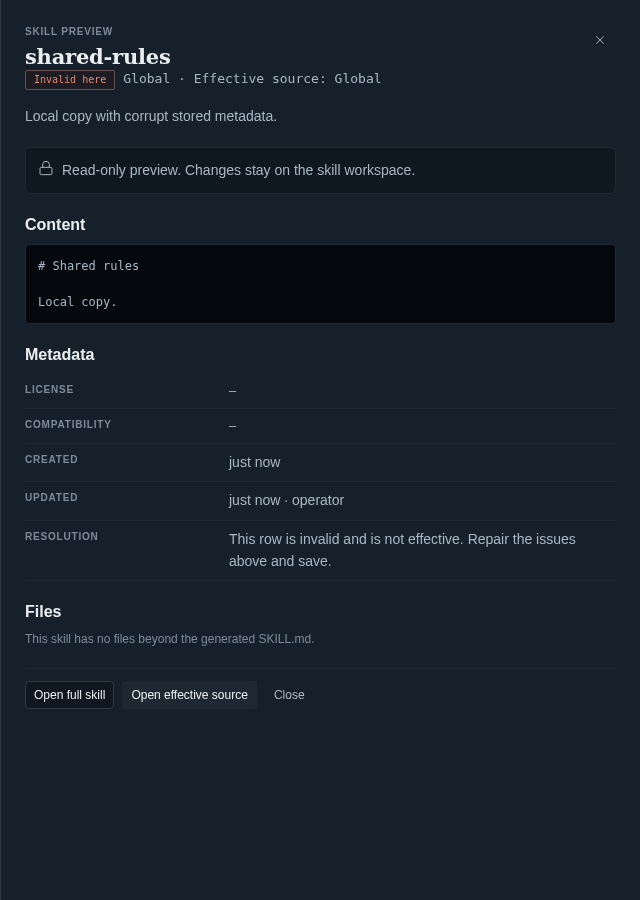 SKILL PREVIEW
shared-rules
Invalid here Global · Effective source: Global
Local copy with corrupt stored metadata.
Read-only preview. Changes stay on the skill workspace.
Content
# Shared rules
Local copy.
Metadata
LICENSE –
COMPATIBILITY –
CREATED just now
UPDATED just now · operator
RESOLUTION This row is invalid and is not effective. Repair the issues
above and save.
Files
This skill has no files beyond the generated SKILL.md.
Open full skill Open effective source Close